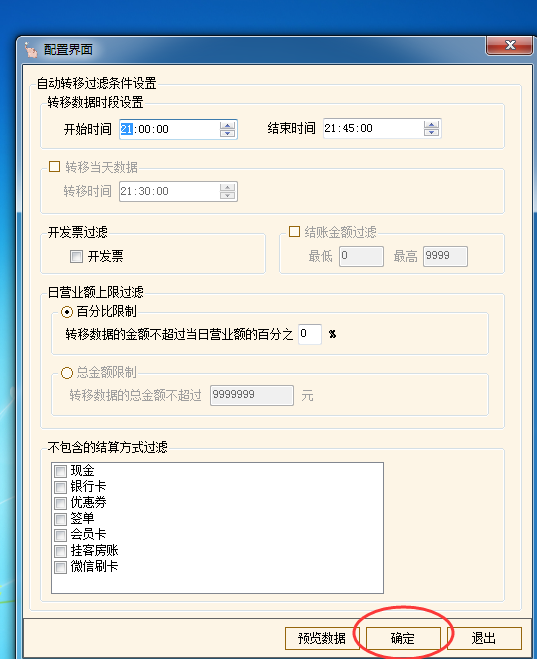 配置界面
自动转移过滤条件设置
转移数据时段设置
开始时间 21:00:00 结束时间 21:45:00
转移当天数据
转移时间 21:30:00
开发票过滤 结账金额过滤
开发票 最低 0 最高 9999
日营业额上限过滤
百分比限制
转移数据的金额不超过当日营业额的百分之 0 %
总金额限制
转移数据的总金额不超过 9999999 元
不包含的结算方式过滤
现金
银行卡
优惠券
签单
会员卡
挂客房账
微信刷卡
预览数据 确定 退出